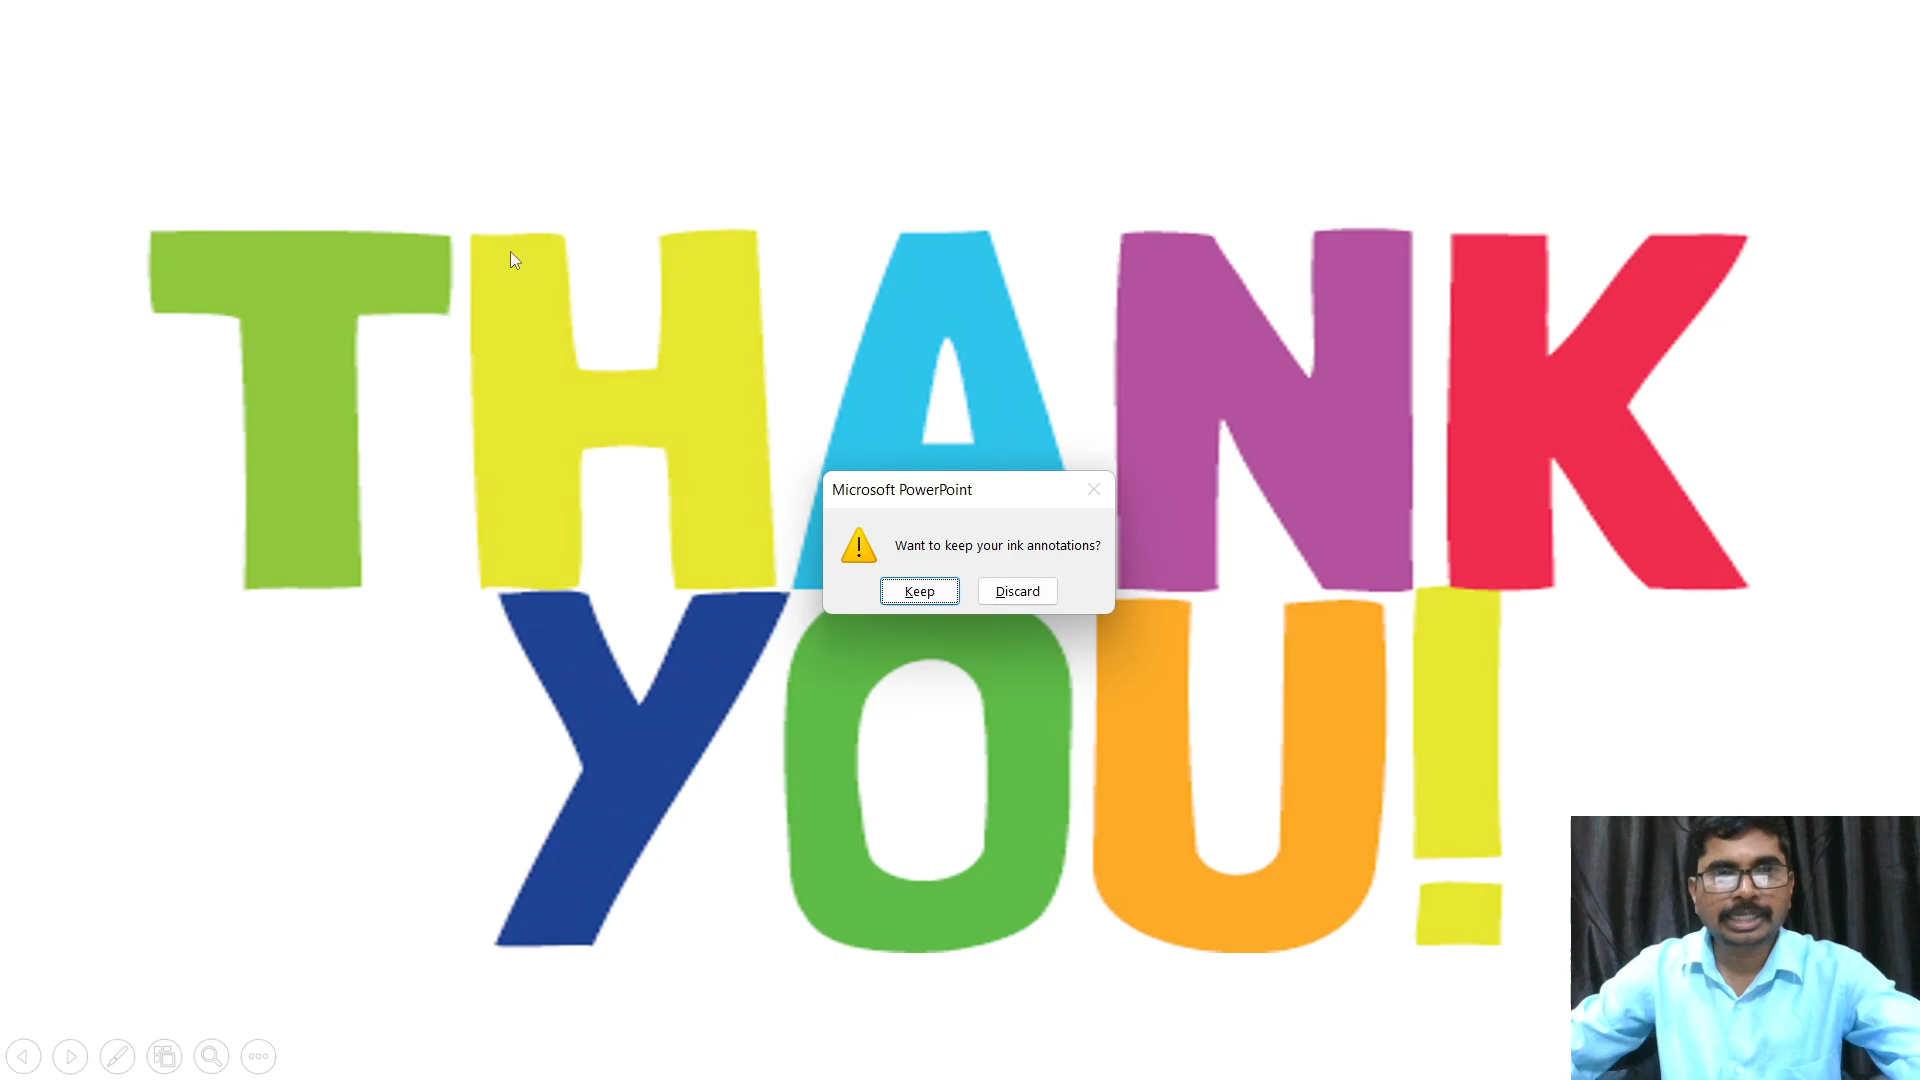 THANK
YOU!
Microsoft PowerPoint
Want to keep your ink annotations?
Keep
Discard